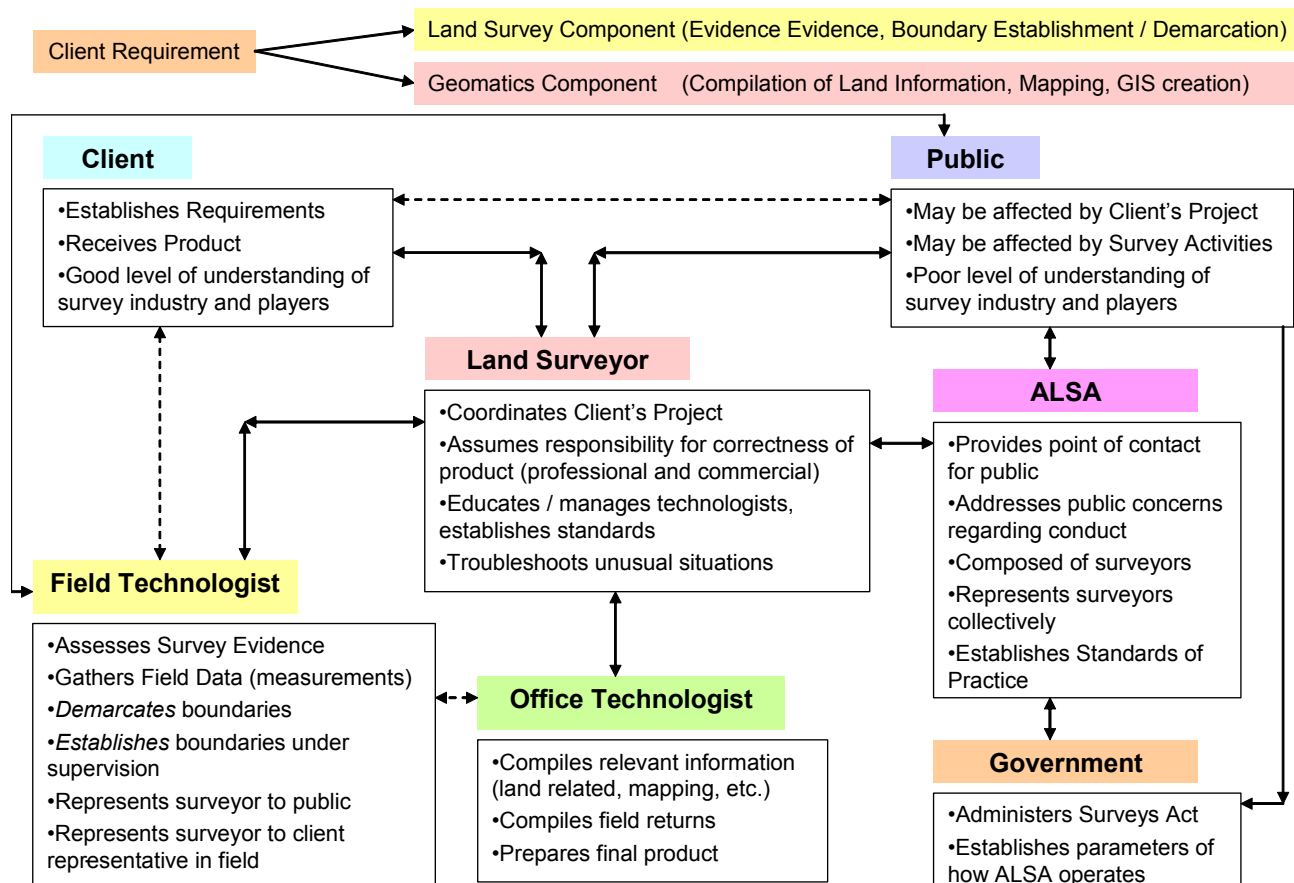 Client Requirement
Land Survey Component (Evidence Evidence, Boundary Establishment / Demarcation)
Geomatics Component (Compilation of Land Information, Mapping, GIS creation)
Client
•Establishes Requirements
•Receives Product
•Good level of understanding of
survey industry and players
Public
•May be affected by Client's Project
•May be affected by Survey Activities
•Poor level of understanding of
survey industry and players
Land Surveyor
•Coordinates Client's Project
•Assumes responsibility for correctness of
product (professional and commercial)
•Educates / manages technologists,
establishes standards
•Troubleshoots unusual situations
ALSA
•Provides point of contact
for public
•Addresses public concerns
regarding conduct
•Composed of surveyors
•Represents surveyors
collectively
•Establishes Standards of
Practice
Field Technologist
•Assesses Survey Evidence
•Gathers Field Data (measurements)
•Demarcates boundaries
•Establishes boundaries under
supervision
•Represents surveyor to public
•Represents surveyor to client
representative in field
Office Technologist
•Compiles relevant information
(land related, mapping, etc.)
•Compiles field returns
•Prepares final product
Government
•Administers Surveys Act
•Establishes parameters of
how ALSA operates